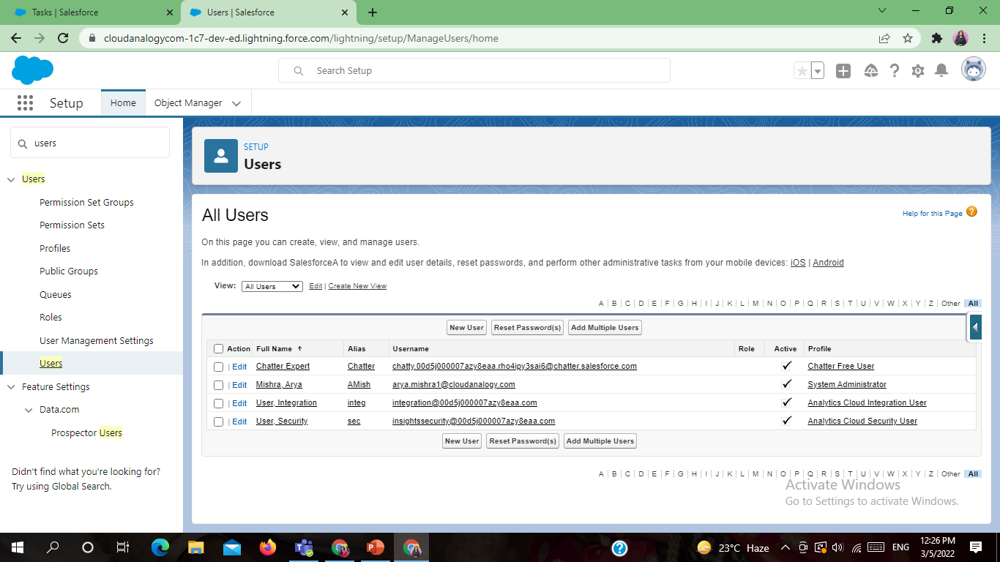 Tasks | Salesforce
Users | Salesforce
cloudanalogycom-1c7-dev-ed.lightning.force.com/lightning/setup/ManageUsers/home
Search Setup
Setup
Home
Object Manager
users
Users
Permission Set Groups
Permission Sets
Profiles
Public Groups
Queues
Roles
User Management Settings
Users
Feature Settings
Data.com
Prospector Users
Didn't find what you're looking for?
Try using Global Search.
SETUP
Users
All Users
Help for this Page ?
On this page you can create, view, and manage users.
In addition, download SalesforceA to view and edit user details, reset passwords, and perform other administrative tasks from your mobile devices: iOS | Android
View: All Users Edit | Create New View
A | B | C | D | E | F | G | H | I | J | K | L | M | N | O | P | Q | R | S | T | U | V | W | X | Y | Z | Other All
New User Reset Password(s) Add Multiple Users
Action Full Name ↑ Alias Username Role Active Profile
| Edit Chatter Expert Chatter chatty.00d5j000007azy8eaa.rho4ipy3sai6@chatter.salesforce.com ✓ Chatter Free User
| Edit Mishra, Arya AMish arya.mishra1@cloudanalogy.com ✓ System Administrator
| Edit User, Integration integ integration@00d5j000007azy8eaa.com ✓ Analytics Cloud Integration User
| Edit User, Security sec insightssecurity@00d5j000007azy8eaa.com ✓ Analytics Cloud Security User
New User Reset Password(s) Add Multiple Users
A | B | C | D | E | F | G | H | I | J | K | L | M | N | O | P | Q | R | S | T | U | V | W | X | Y | Z | Other All
Activate Windows
Go to Settings to activate Windows.
23°C Haze
ENG
12:26 PM
3/5/2022